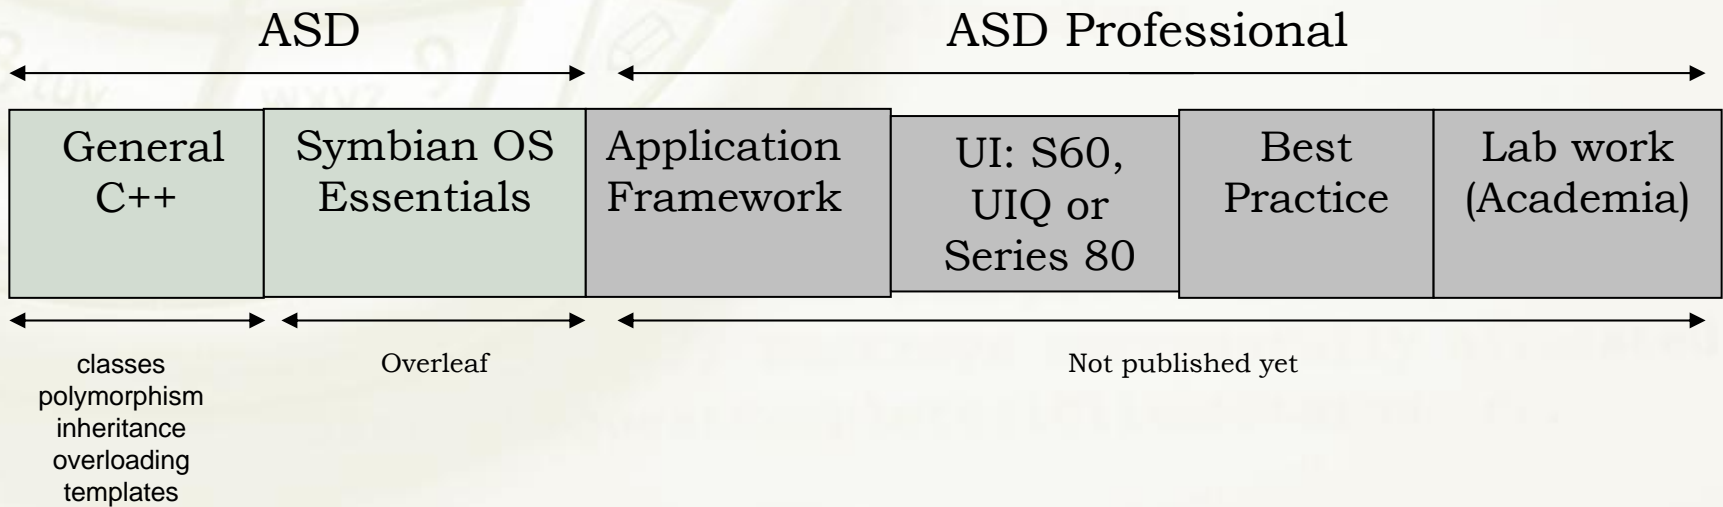 ASD
ASD Professional
General
C++
Symbian OS
Essentials
Application
Framework
UI: S60,
UIQ or
Series 80
Best
Practice
Lab work
(Academia)
classes
polymorphism
inheritance
overloading
templates
Overleaf
Not published yet